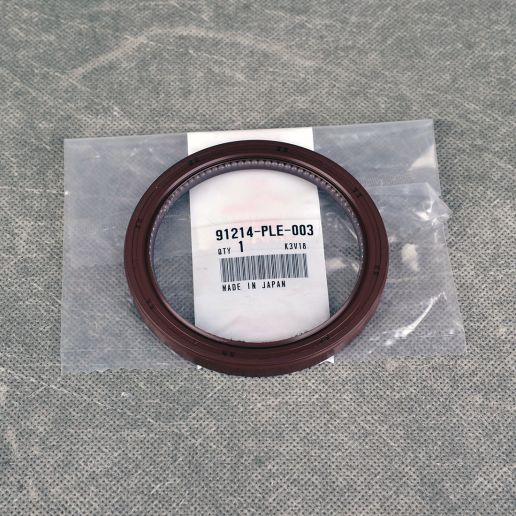 91214-PLE-003
QTY 1 K3V18
MADE IN JAPAN